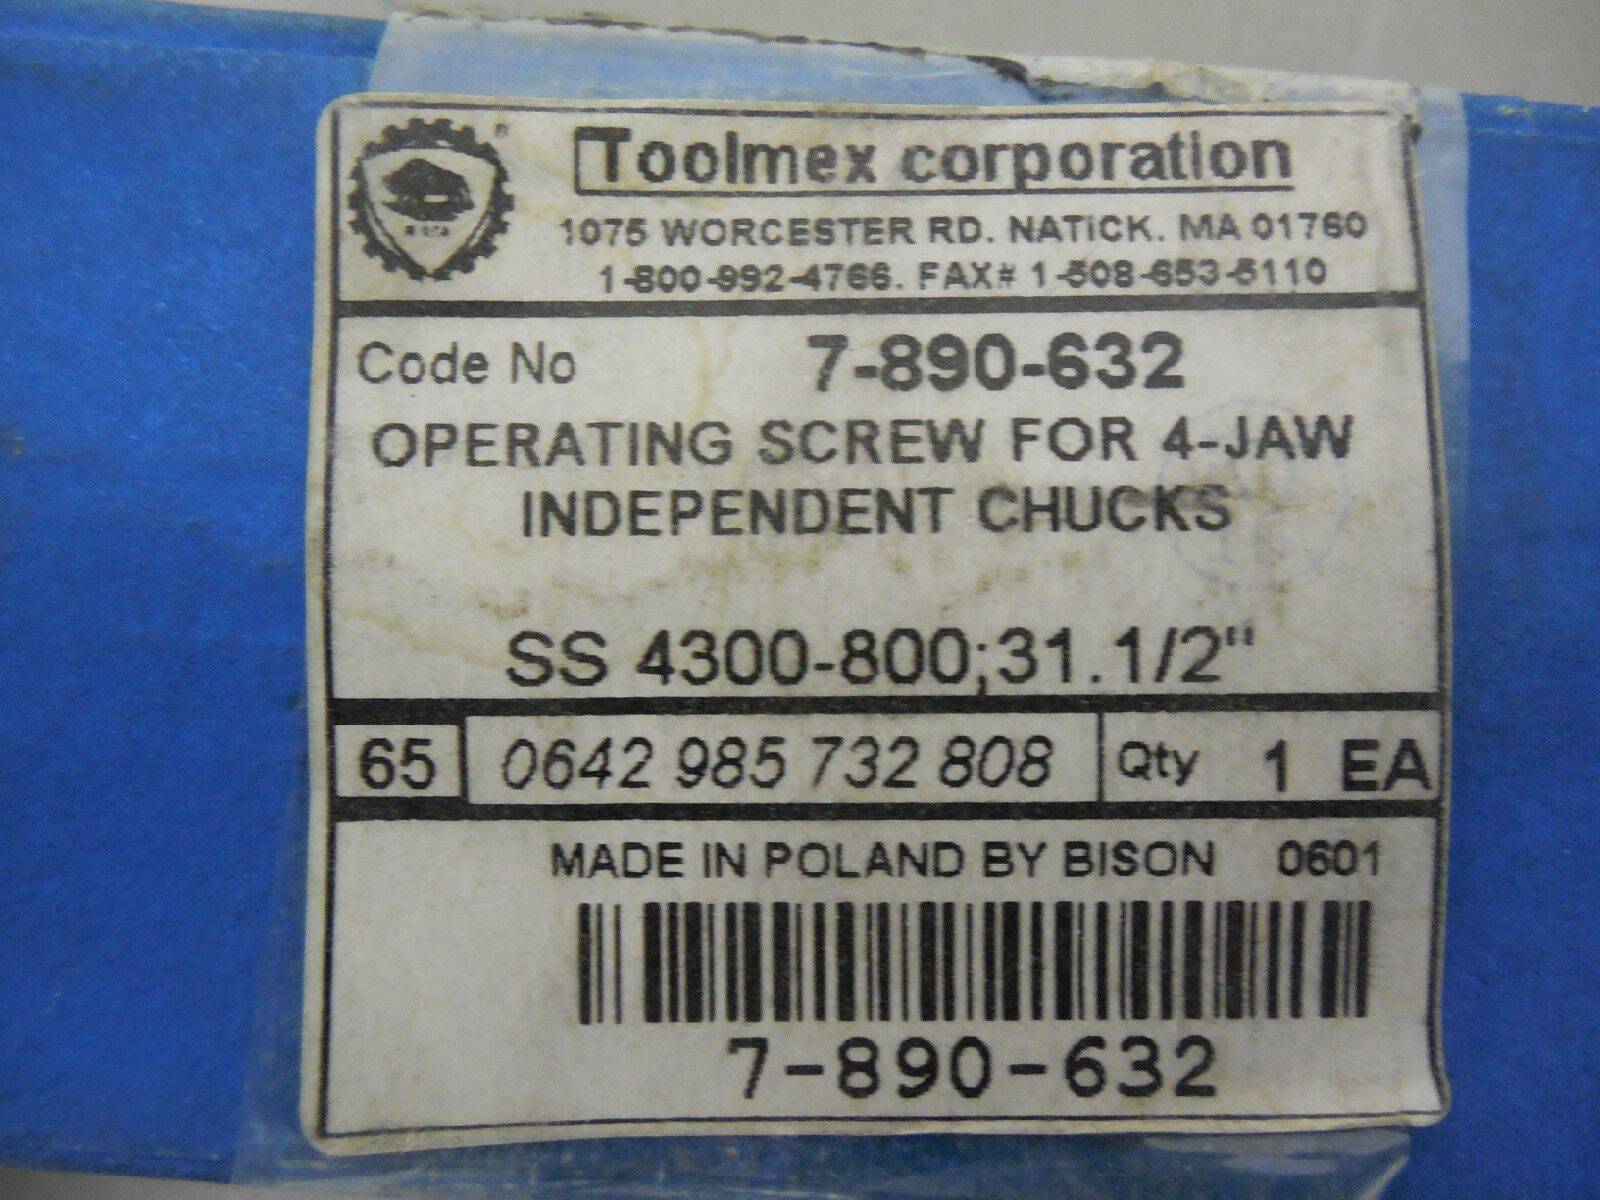 ®
Toolmex corporation
1075 WORCESTER RD. NATICK. MA 01760
1-800-992-4766. FAX# 1-508-653-5110
Code No 7-890-632
OPERATING SCREW FOR 4-JAW
INDEPENDENT CHUCKS
SS 4300-800;31.1/2"
65 0642 985 732 808 Qty 1 EA
MADE IN POLAND BY BISON 0601
7-890-632